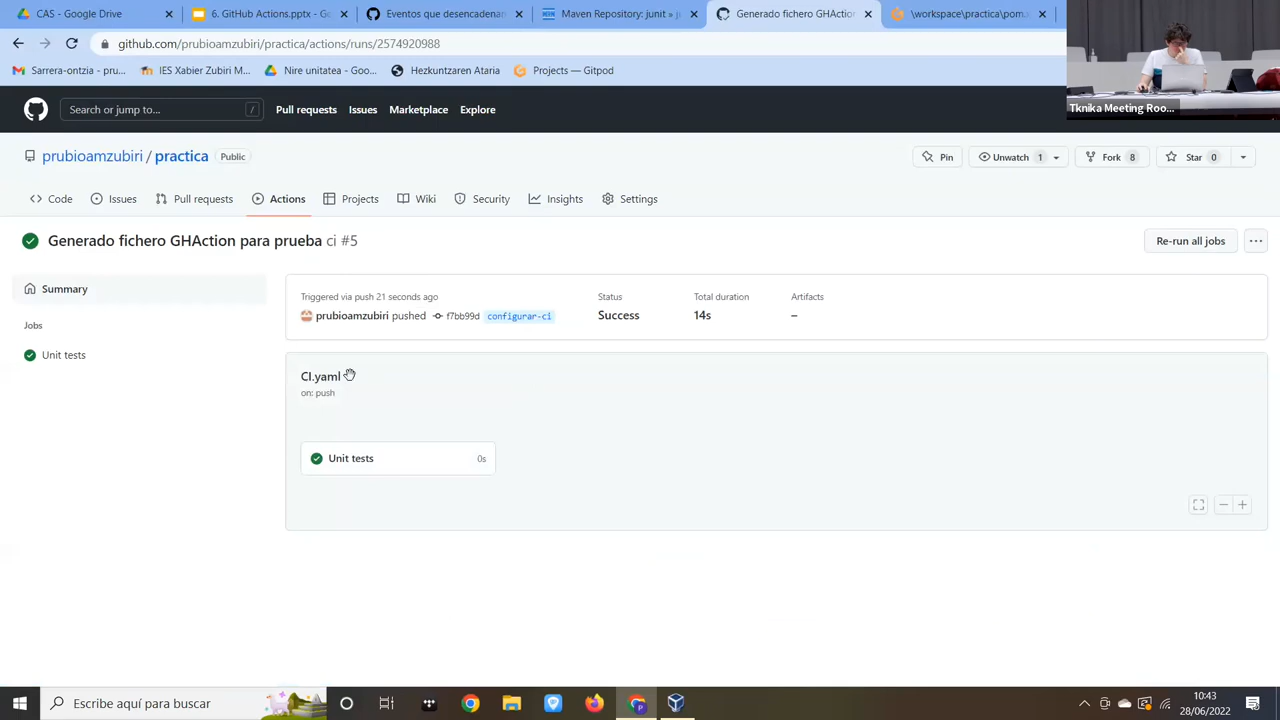 CAS - Google Drive
6. GitHub Actions.pptx - Goo
Eventos que desencadenan
Maven Repository: junit » ju
Generado fichero GHAction
\workspace\practica\pom.
github.com/prubioamzubiri/practica/actions/runs/2574920988
Sarrera-ontzia - pru...
IES Xabier Zubiri M...
Nire unitatea - Goo...
Hezkuntzaren Ataria
Projects — Gitpod
Tknika Meeting Roo...
Search or jump to...
/
Pull requests
Issues
Marketplace
Explore
prubioamzubiri / practica
Public
Pin
Unwatch 1
Fork 8
Star 0
Code
Issues
Pull requests
Actions
Projects
Wiki
Security
Insights
Settings
Generado fichero GHAction para prueba ci #5
Re-run all jobs
...
Summary
Jobs
Unit tests
Triggered via push 21 seconds ago
prubioamzubiri pushed f7bb99d configurar-ci
Status
Success
Total duration
14s
Artifacts
–
CI.yaml
on: push
Unit tests 0s
Escribe aquí para buscar
10:43
28/06/2022